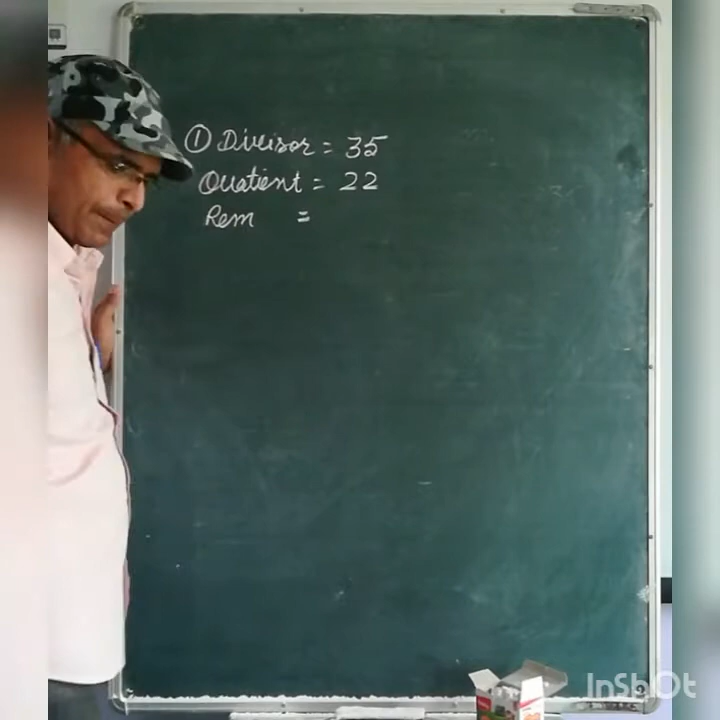 ① Divisor = 35
Quatient = 22
Rem =
InShOt